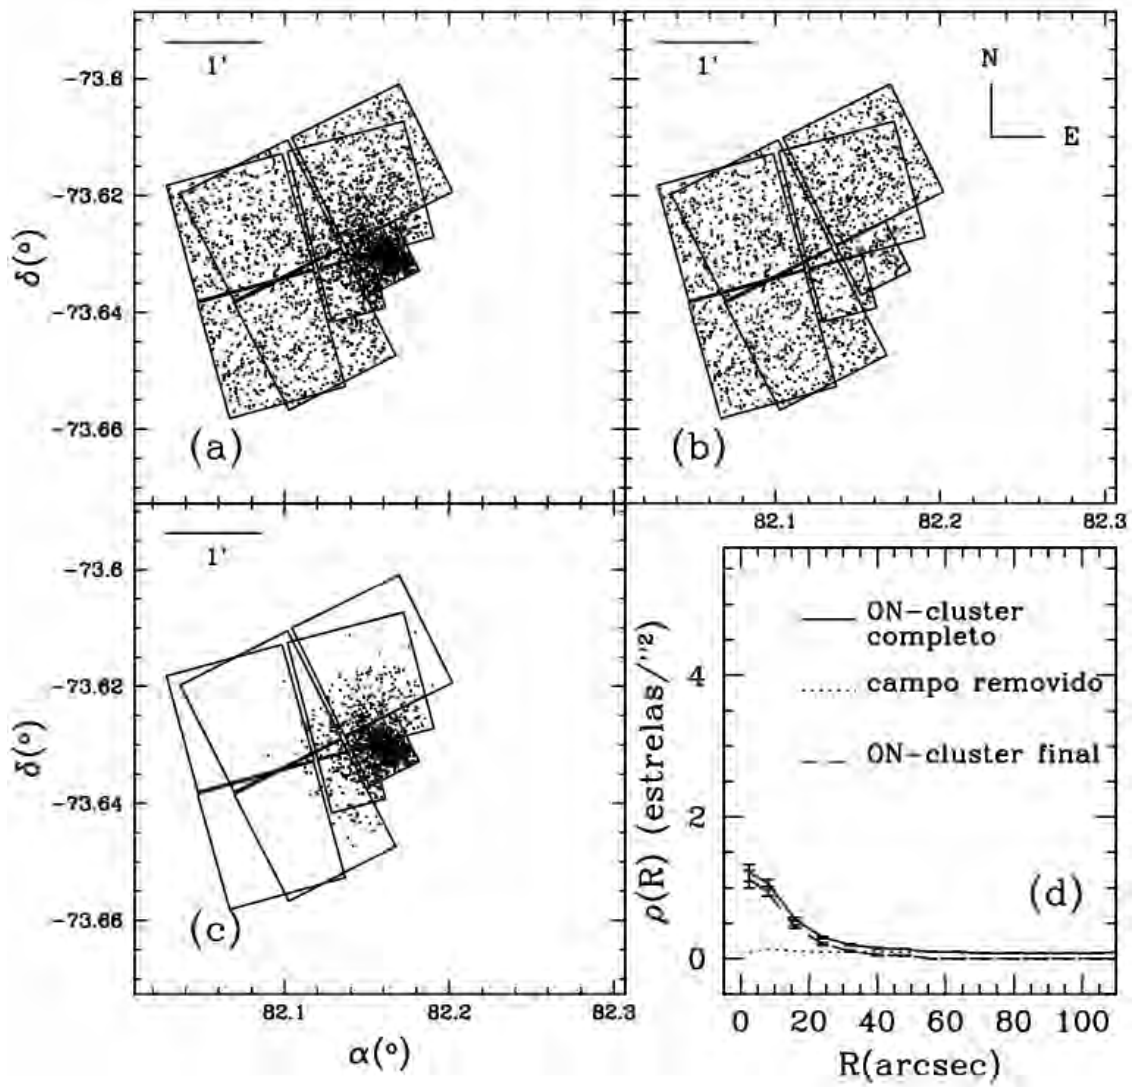 1'
1'
N
E
-73.6
-73.62
-73.64
-73.66
δ(°)
(a)
(b)
82.1 82.2 82.3
1'
-73.6
-73.62
-73.64
-73.66
δ(°)
(c)
82.1 82.2 82.3
α(°)
ON-cluster
completo
campo removido
ON-cluster final
4
2
0
ρ(R) (estrelas/''²)
(d)
0 20 40 60 80 100
R(arcsec)